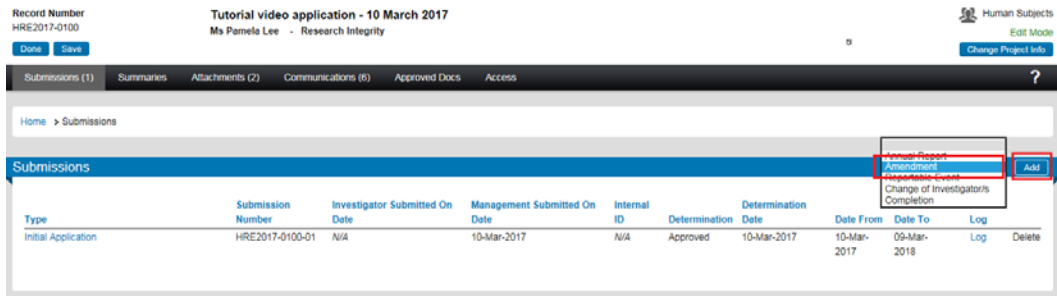 Record Number
HRE2017-0100
Done Save
Tutorial video application - 10 March 2017
Ms Pamela Lee - Research Integrity
Human Subjects
Edit Mode
Change Project Info
Submissions (1) Summaries Attachments (2) Communications (6) Approved Docs Access ?
Home > Submissions
Submissions
Annual Report
Amendment
Reportable Event
Change of Investigator/s
Completion
Add
Type Submission Number Investigator Submitted On Date Management Submitted On Date Internal ID Determination Determination Date Date From Date To Log
Initial Application HRE2017-0100-01 N/A 10-Mar-2017 N/A Approved 10-Mar-2017 10-Mar-2017 09-Mar-2018 Log Delete